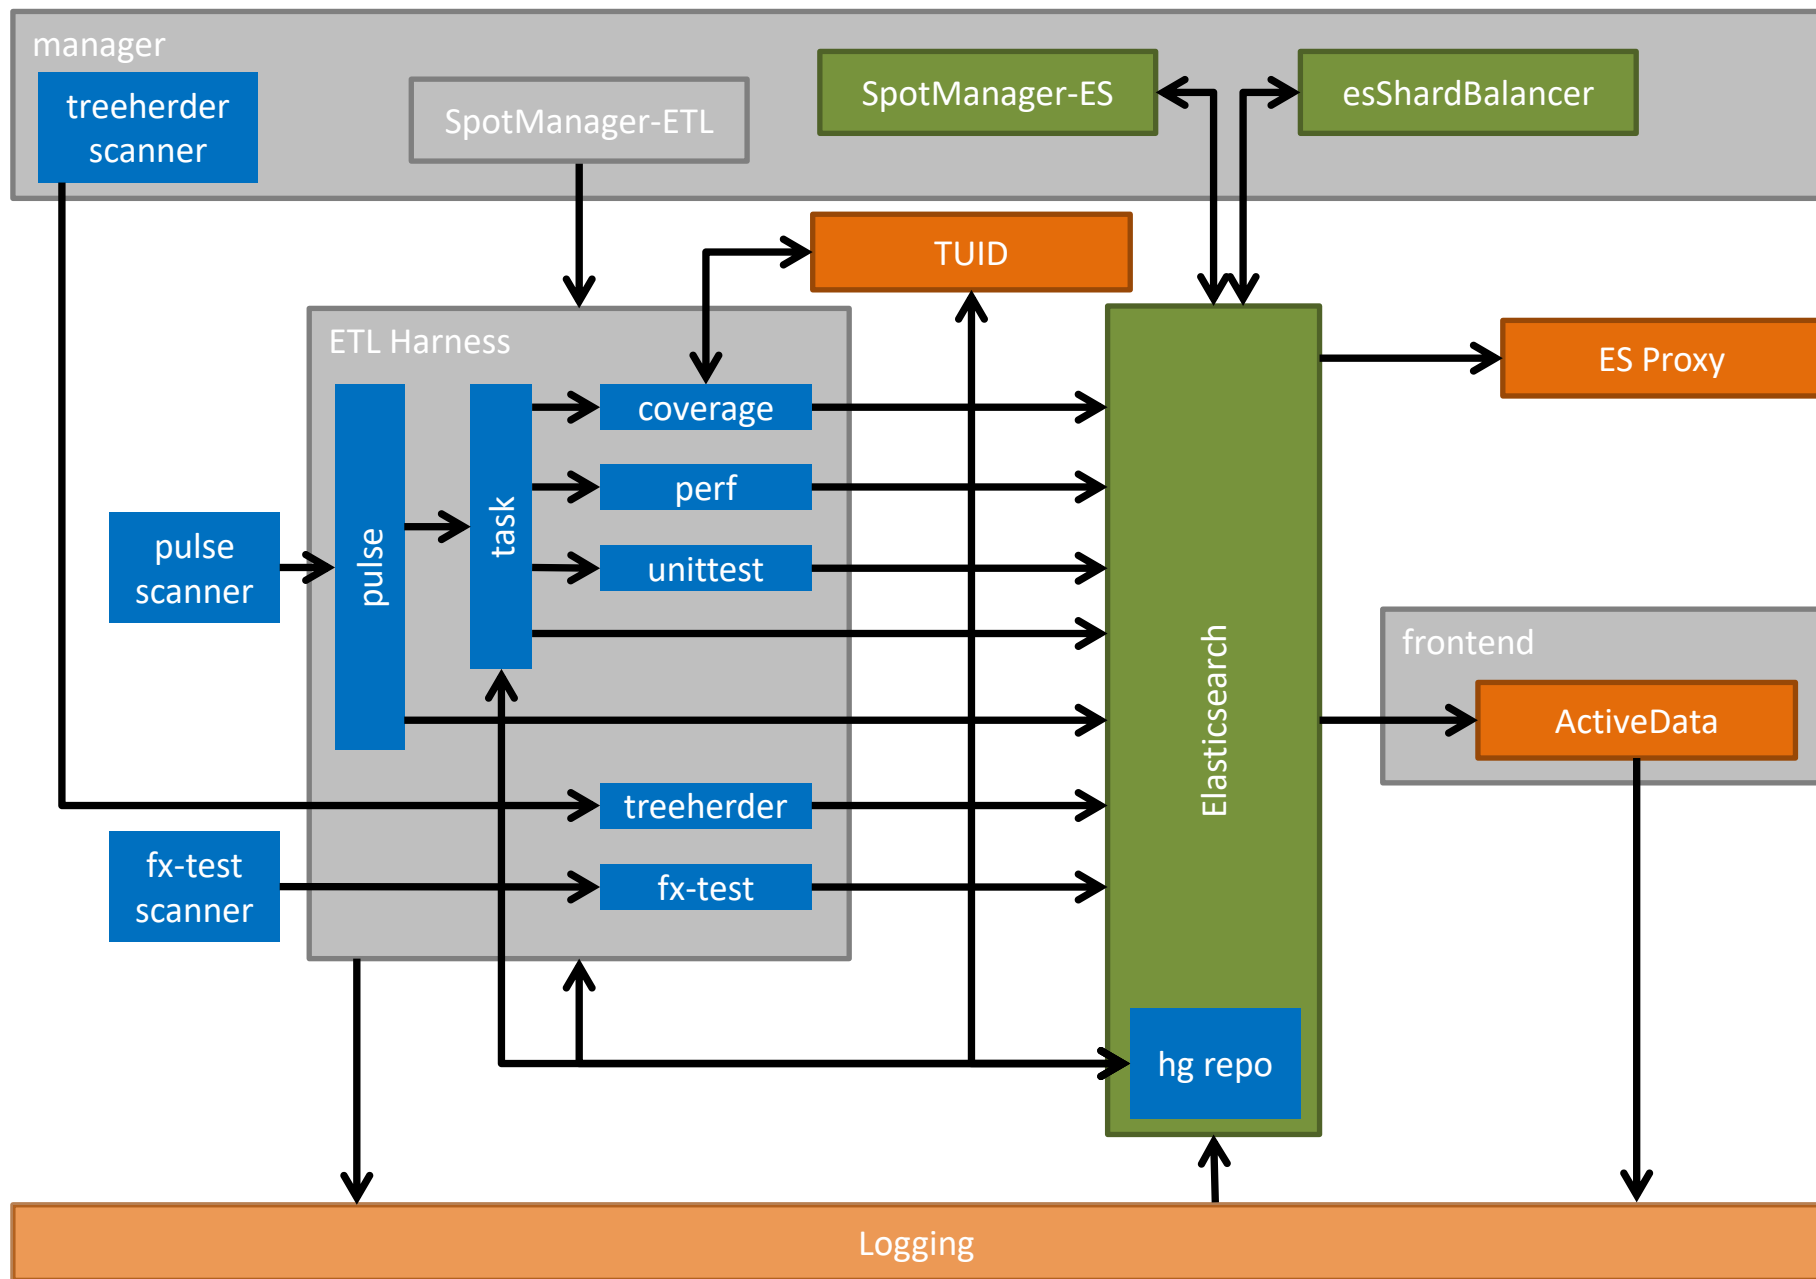 manager
treeherder
scanner
SpotManager-ETL
SpotManager-ES
esShardBalancer
TUID
ETL Harness
ES Proxy
coverage
perf
task
pulse
scanner
pulse
unittest
Elasticsearch
frontend
ActiveData
treeherder
fx-test
scanner
fx-test
hg repo
Logging